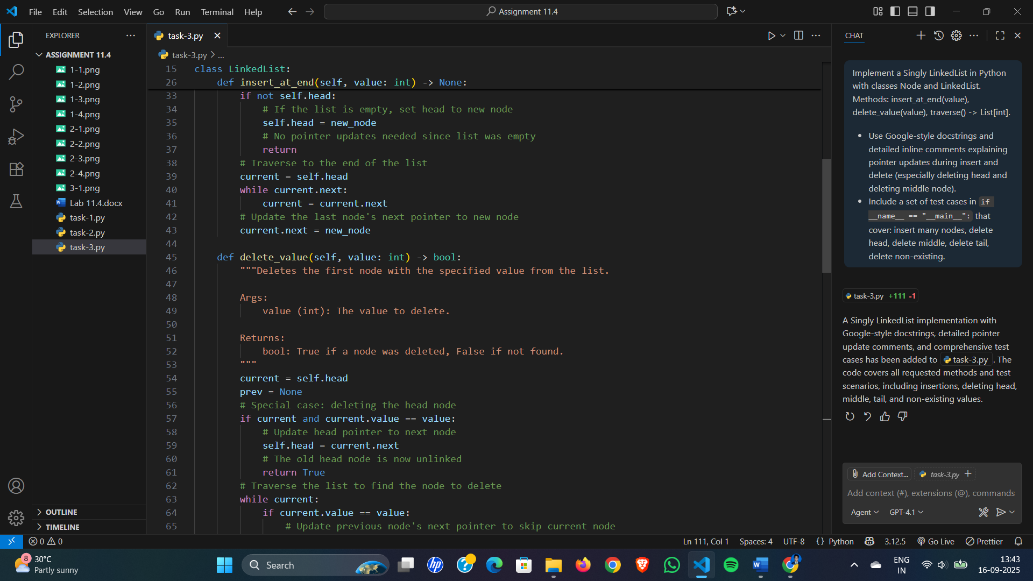 File Edit Selection View Go Run Terminal Help
Assignment 11.4
EXPLORER
ASSIGNMENT 11.4
1-1.png
1-2.png
1-3.png
1-4.png
2-1.png
2-2.png
2-3.png
2-4.png
3-1.png
Lab 11.4.docx
task-1.py
task-2.py
task-3.py
OUTLINE
TIMELINE
task-3.py
task-3.py > ...
15 class LinkedList:
26 def insert_at_end(self, value: int) -> None:
33 if not self.head:
34 # If the list is empty, set head to new node
35 self.head = new_node
36 # No pointer updates needed since list was empty
37 return
38 # Traverse to the end of the list
39 current = self.head
40 while current.next:
41 current = current.next
42 # Update the last node's next pointer to new node
43 current.next = new_node
44
45 def delete_value(self, value: int) -> bool:
46 """Deletes the first node with the specified value from the list.
47
48 Args:
49 value (int): The value to delete.
50
51 Returns:
52 bool: True if a node was deleted, False if not found.
53 """
54 current = self.head
55 prev = None
56 # Special case: deleting the head node
57 if current and current.value == value:
58 # Update head pointer to next node
59 self.head = current.next
60 # The old head node is now unlinked
61 return True
62 # Traverse the list to find the node to delete
63 while current:
64 if current.value == value:
65 # Update previous node's next pointer to skip current node
CHAT
Implement a Singly LinkedList in Python
with classes Node and LinkedList.
Methods: insert_at_end(value),
delete_value(value), traverse() -> List[int].
• Use Google-style docstrings and
detailed inline comments explaining
pointer updates during insert and
delete (especially deleting head and
deleting middle node).
• Include a set of test cases in if
__name__ == "__main__": that
cover: insert many nodes, delete
head, delete middle, delete tail,
delete non-existing.
task-3.py +111 -1
A Singly LinkedList implementation with
Google-style docstrings, detailed pointer
update comments, and comprehensive test
cases has been added to task-3.py . The
code covers all requested methods and test
scenarios, including insertions, deleting head,
middle, tail, and non-existing values.
Add Context... task-3.py +
Add context (#), extensions (@), commands
Agent GPT-4.1
0 0
Ln 111, Col 1 Spaces: 4 UTF-8 {} Python 3.12.5 Go Live Prettier
30°C
Partly sunny
Search
ENG
IN
13:43
16-09-2025